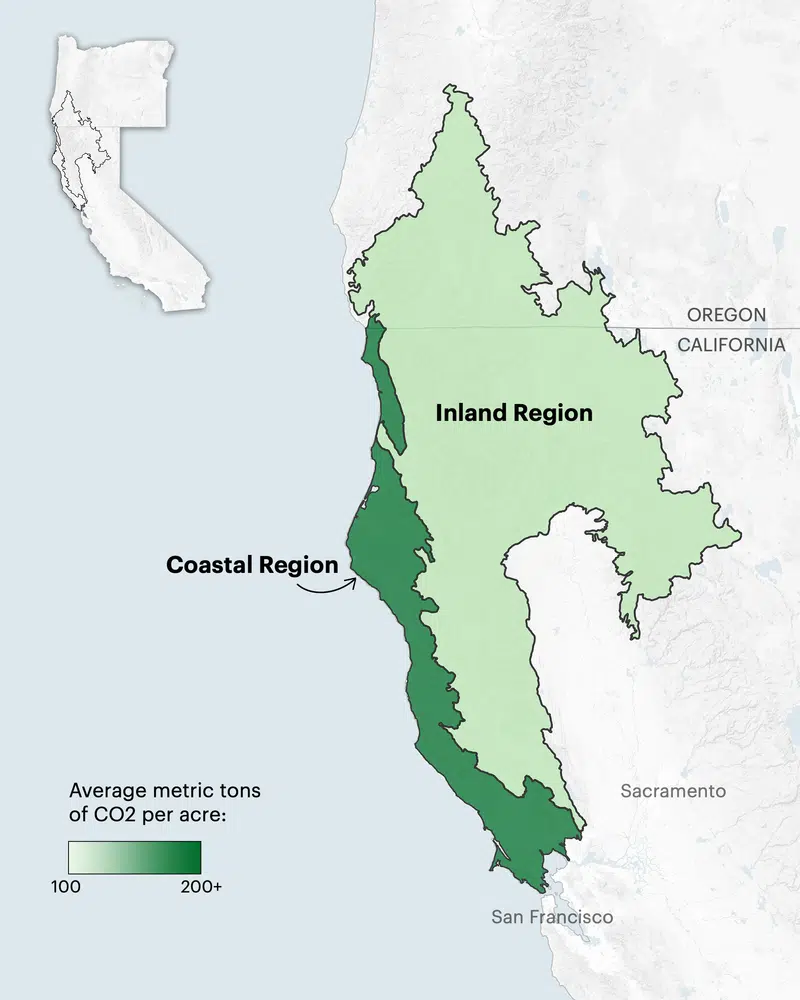 OREGON
CALIFORNIA
Inland Region
Coastal Region
Average metric tons
of CO2 per acre:
100 200+
Sacramento
San Francisco